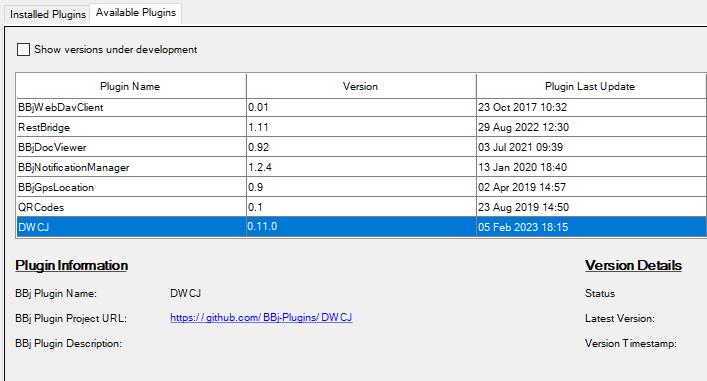 Installed Plugins Available Plugins
Show versions under development
Plugin Name Version Plugin Last Update
BBjWebDavClient 0.01 23 Oct 2017 10:32
RestBridge 1.11 29 Aug 2022 12:30
BBjDocViewer 0.92 03 Jul 2021 09:39
BBjNotificationManager 1.2.4 13 Jan 2020 18:40
BBjGpsLocation 0.9 02 Apr 2019 14:57
QRCodes 0.1 23 Aug 2019 14:50
DWCJ 0.11.0 05 Feb 2023 18:15
Plugin Information Version Details
BBj Plugin Name: DWCJ Status
BBj Plugin Project URL: https://github.com/BBj-Plugins/DWCJ Latest Version:
BBj Plugin Description: Version Timestamp: